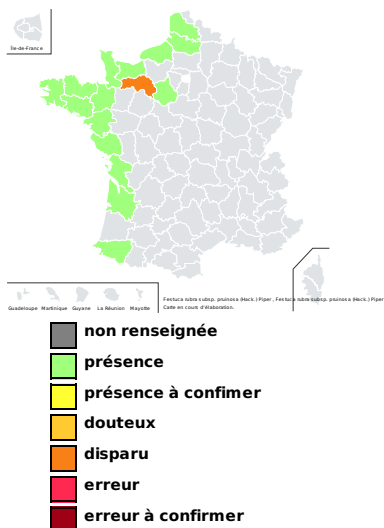 Île-de-France
Guadeloupe Martinique Guyane La Réunion Mayotte
Festuca rubra subsp. pruinosa (Hack.) Piper , Festuca rubra subsp. pruinosa (Hack.) Piper
Carte en cours d'élaboration.
non renseignée
présence
présence à confimer
douteux
disparu
erreur
erreur à confirmer